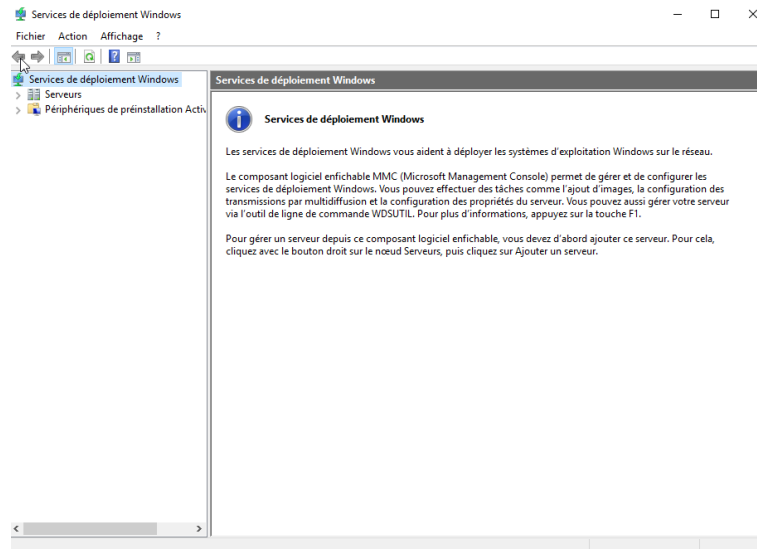 Services de déploiement Windows
Fichier Action Affichage ?
Services de déploiement Windows
Serveurs
Périphériques de préinstallation Activ
Services de déploiement Windows
Services de déploiement Windows
Les services de déploiement Windows vous aident à déployer les systèmes d'exploitation Windows sur le réseau.
Le composant logiciel enfichable MMC (Microsoft Management Console) permet de gérer et de configurer les
services de déploiement Windows. Vous pouvez effectuer des tâches comme l'ajout d'images, la configuration des
transmissions par multidiffusion et la configuration des propriétés du serveur. Vous pouvez aussi gérer votre serveur
via l'outil de ligne de commande WDSUTIL. Pour plus d'informations, appuyez sur la touche F1.
Pour gérer un serveur depuis ce composant logiciel enfichable, vous devez d'abord ajouter ce serveur. Pour cela,
cliquez avec le bouton droit sur le nœud Serveurs, puis cliquez sur Ajouter un serveur.